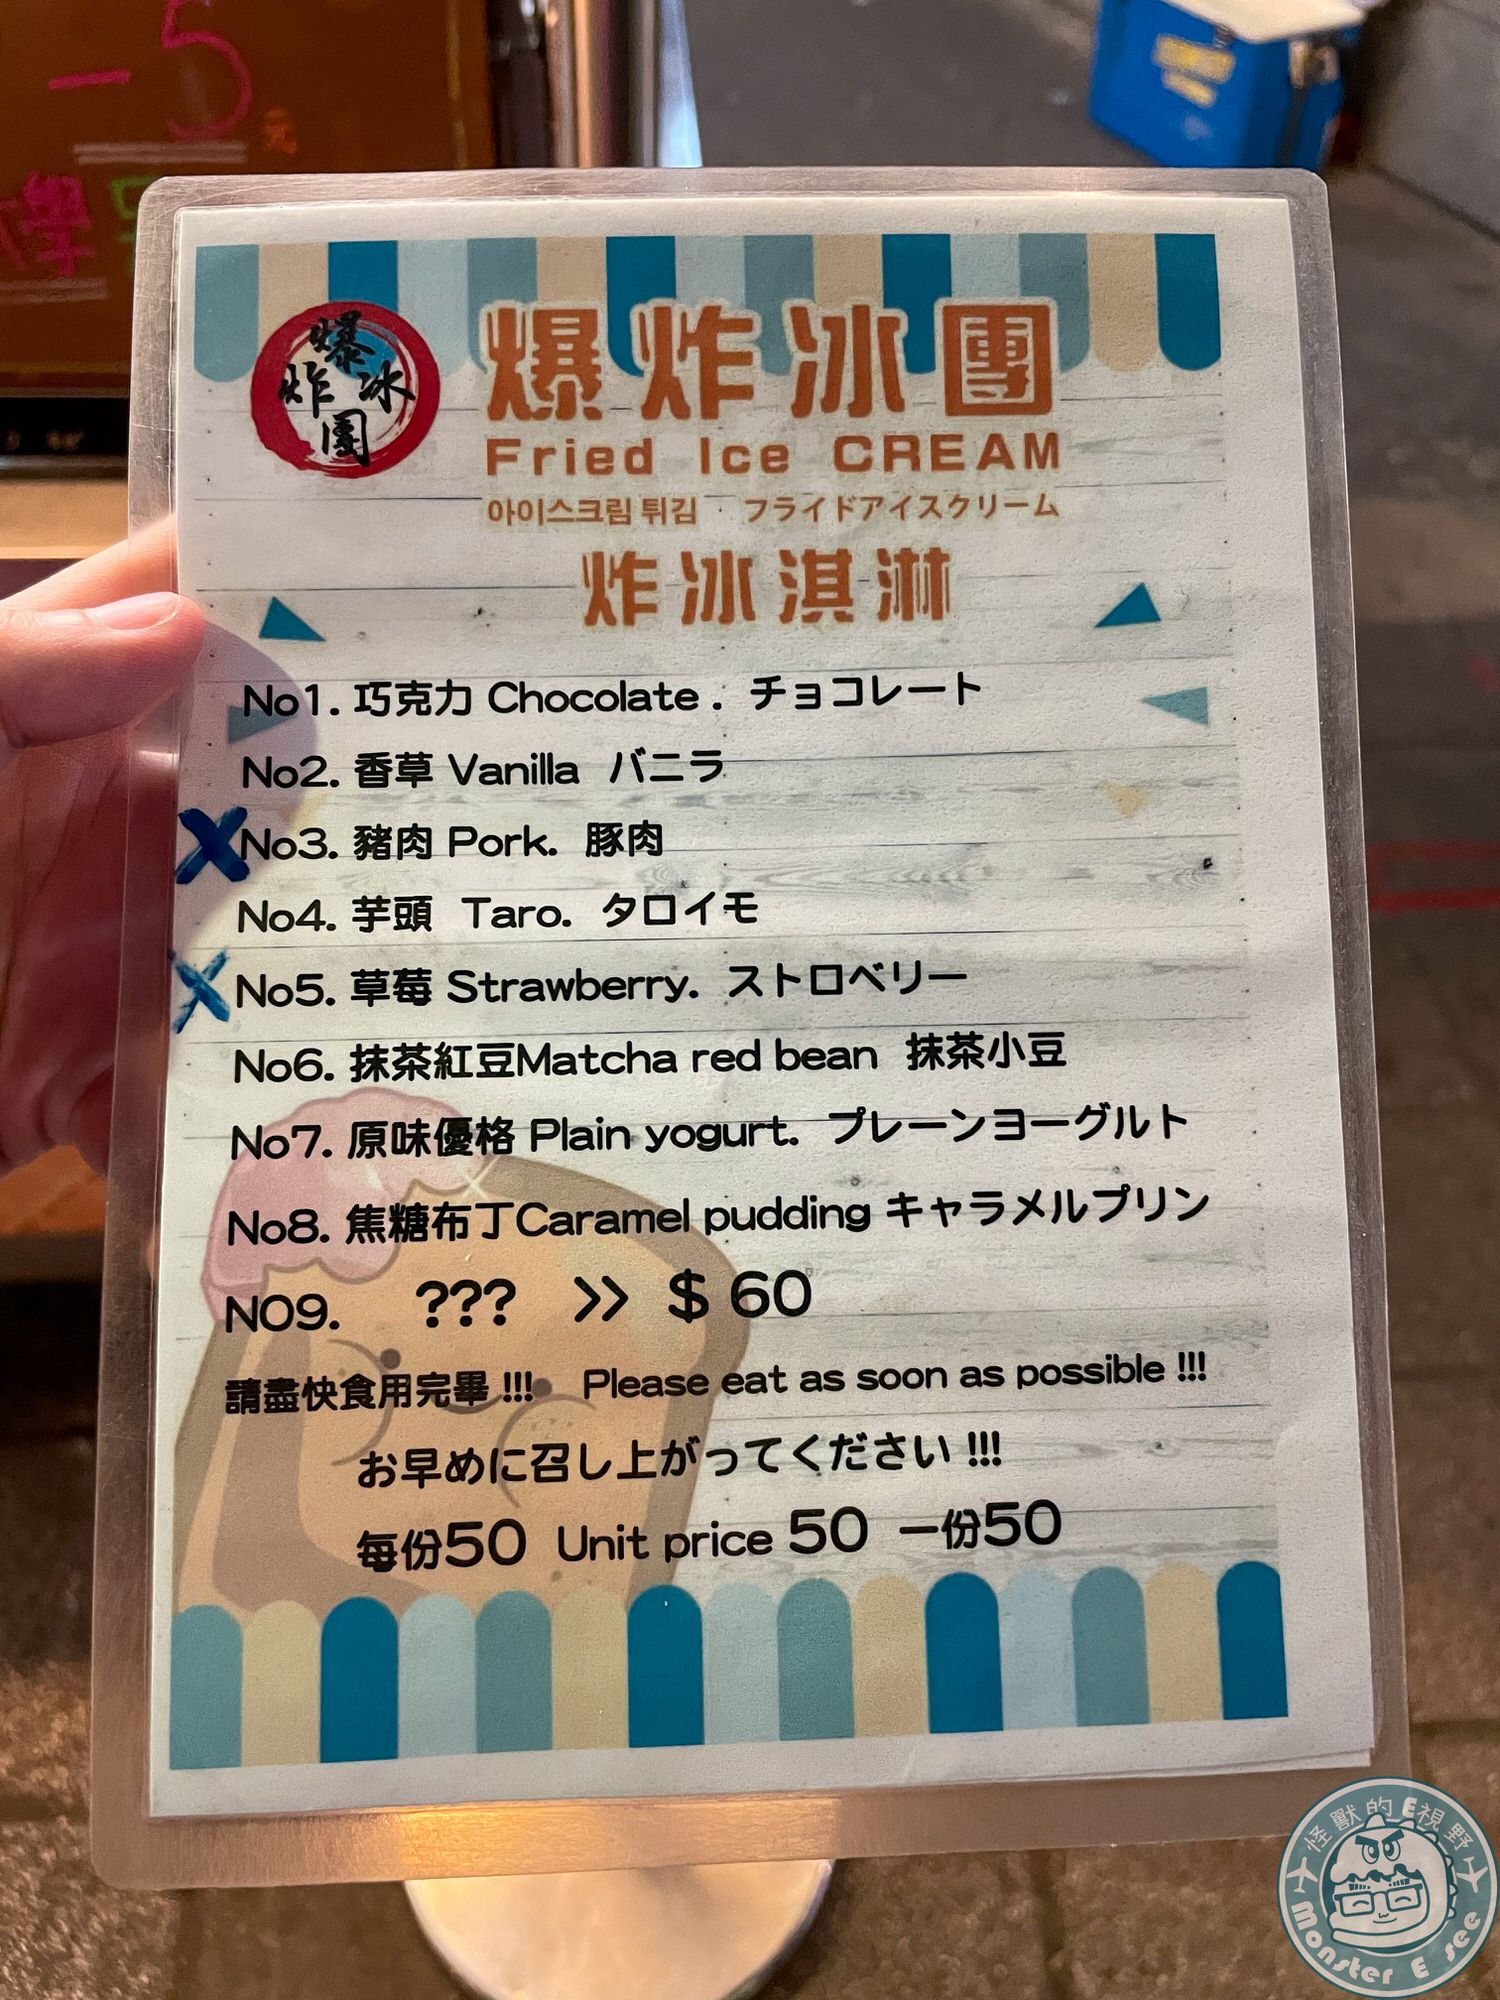 -5元
學
爆炸冰團
爆炸冰團
Fried Ice CREAM
아이스크림 튀김 フライドアイスクリーム
炸冰淇淋
No1. 巧克力 Chocolate . チョコレート
No2. 香草 Vanilla バニラ
X No3. 豬肉 Pork. 豚肉
No4. 芋頭 Taro. タロイモ
X No5. 草莓 Strawberry. ストロベリー
No6. 抹茶紅豆Matcha red bean 抹茶小豆
No7. 原味優格 Plain yogurt. プレーンヨーグルト
No8. 焦糖布丁Caramel pudding キャラメルプリン
NO9. ??? >> $ 60
請盡快食用完畢 !!! Please eat as soon as possible !!!
お早めに召し上がってください !!!
每份50 Unit price 50 一份50
怪獸的E視野
Monster E see